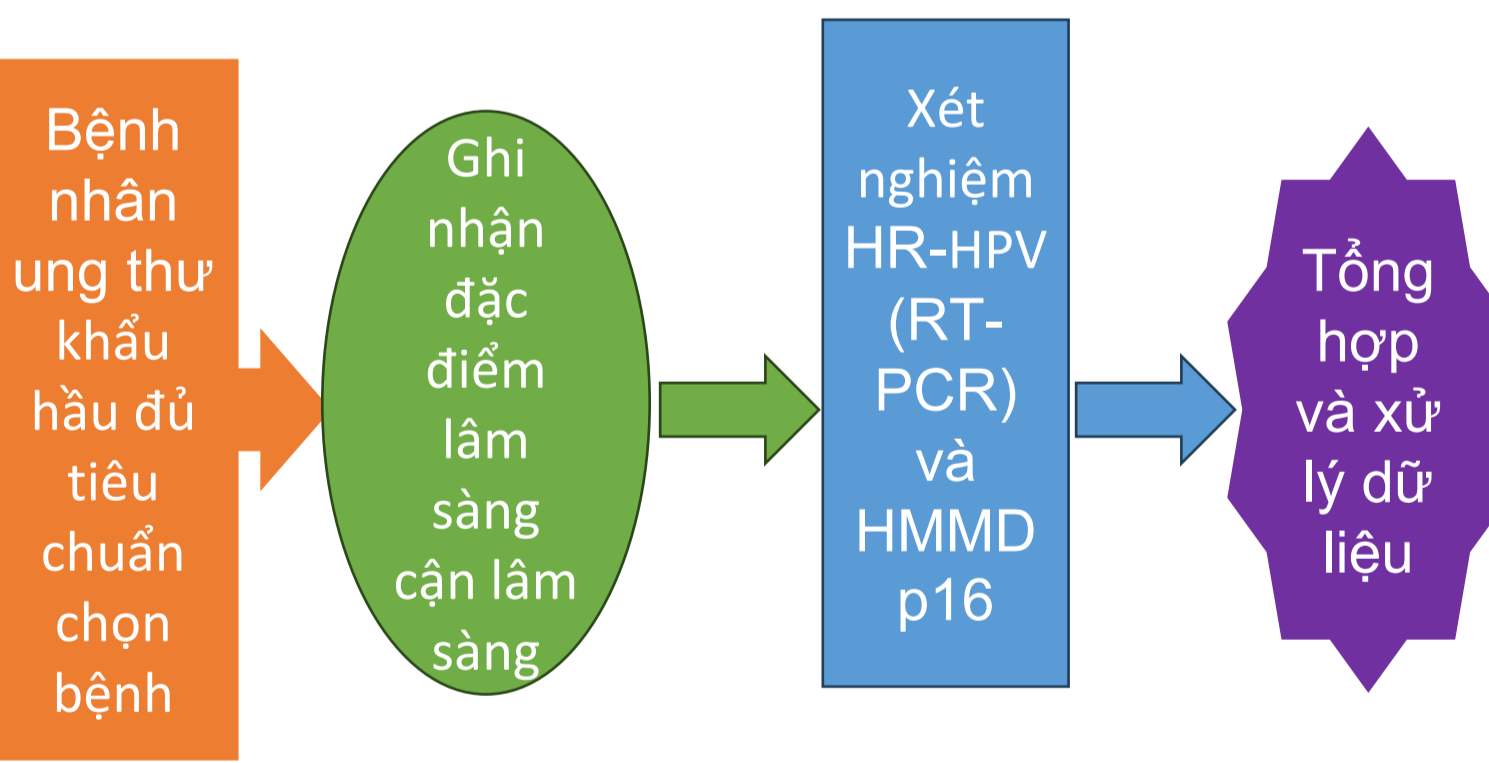 Bệnh
nhân
ung thư
khẩu
hầu đủ
tiêu
chuẩn
chọn
bệnh
Ghi
nhận
đặc
điểm
lâm
sàng
cận lâm
sàng
Xét
nghiệm
HR-HPV
(RT-
PCR)
và
HMMD
p16
Tổng
hợp
và xử
lý dữ
liệu